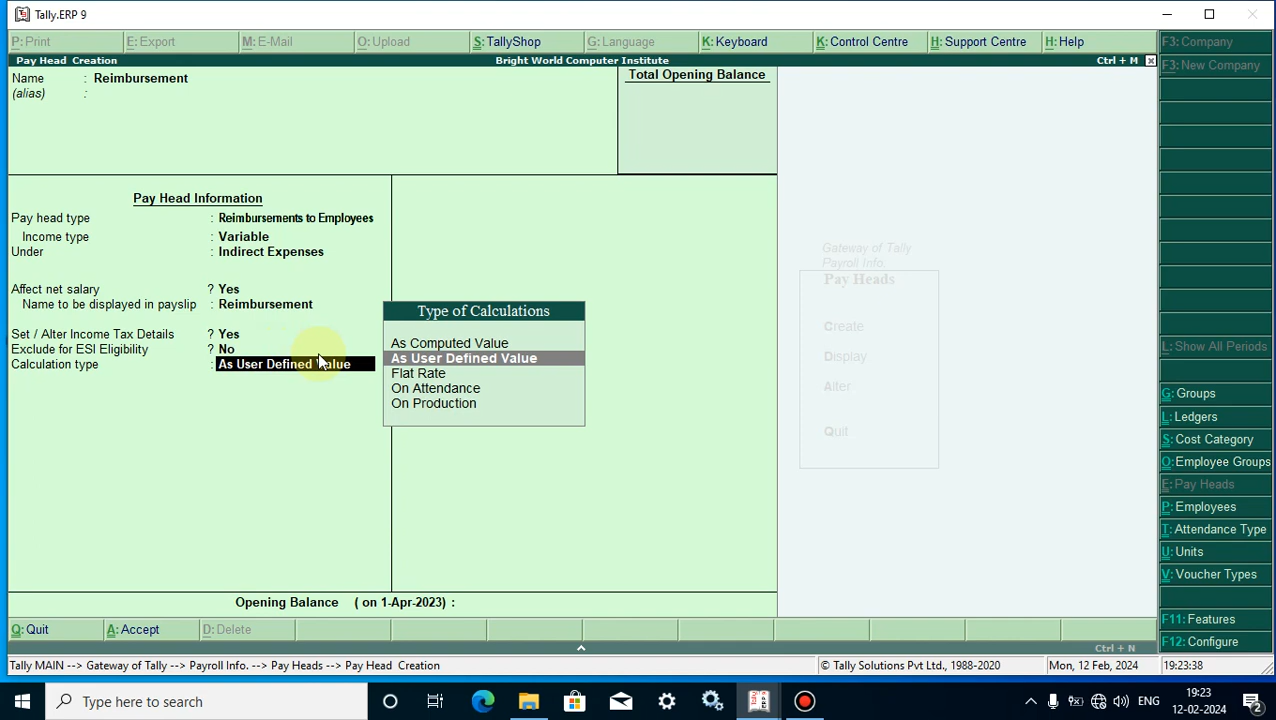 Tally.ERP 9
P: Print
E: Export
M: E-Mail
O: Upload
S: TallyShop
G: Language
K: Keyboard
K: Control Centre
H: Support Centre
H: Help
Pay Head Creation
Bright World Computer Institute
Ctrl + M
Name : Reimbursement
(alias) :
Total Opening Balance
Pay Head Information
Pay head type : Reimbursements to Employees
Income type : Variable
Under : Indirect Expenses
Affect net salary ? Yes
Name to be displayed in payslip : Reimbursement
Set / Alter Income Tax Details ? Yes
Exclude for ESI Eligibility ? No
Calculation type : As User Defined Value
Type of Calculations
As Computed Value
As User Defined Value
Flat Rate
On Attendance
On Production
Gateway of Tally
Payroll Info.
Pay Heads
Create
Display
Alter
Quit
Opening Balance ( on 1-Apr-2023) :
F3: Company
F3: New Company
L: Show All Periods
G: Groups
L: Ledgers
S: Cost Category
O: Employee Groups
E: Pay Heads
P: Employees
T: Attendance Type
U: Units
V: Voucher Types
F11: Features
F12: Configure
Q: Quit
A: Accept
D: Delete
Ctrl + N
Tally MAIN --> Gateway of Tally --> Payroll Info. --> Pay Heads --> Pay Head Creation
© Tally Solutions Pvt Ltd., 1988-2020
Mon, 12 Feb, 2024
19:23:38
Type here to search
ENG
19:23
12-02-2024
2